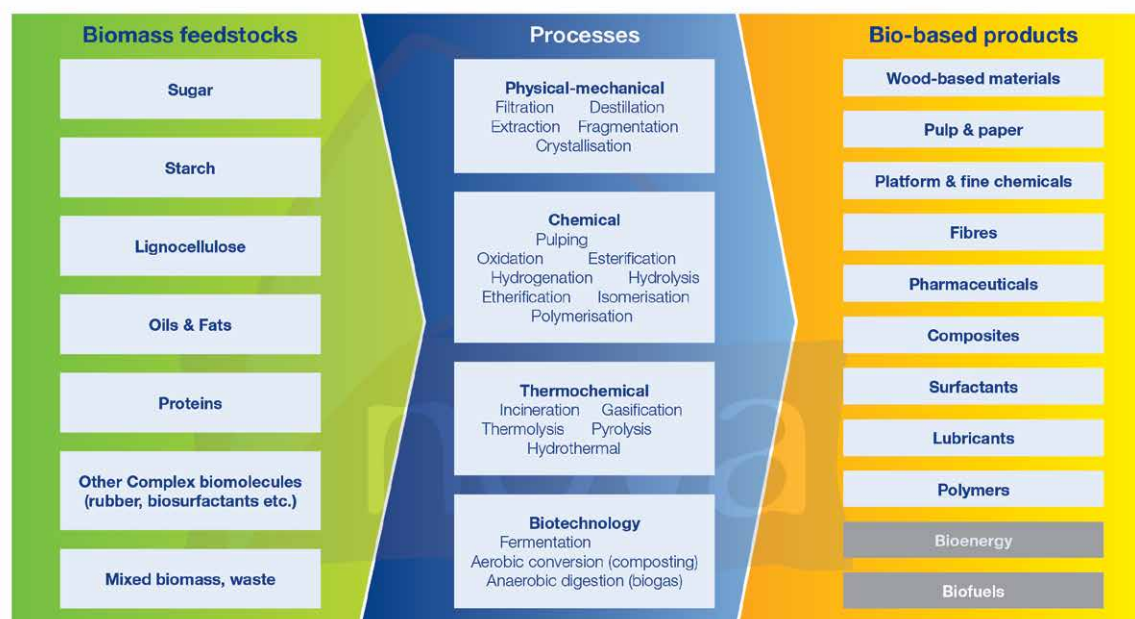 Biomass feedstocks
Sugar
Starch
Lignocellulose
Oils & Fats
Proteins
Other Complex biomolecules
(rubber, biosurfactants etc.)
Mixed biomass, waste
Processes
Physical-mechanical
Filtration Destillation
Extraction Fragmentation
Crystallisation
Chemical
Pulping
Oxidation Esterification
Hydrogenation Hydrolysis
Etherification Isomerisation
Polymerisation
Thermochemical
Incineration Gasification
Thermolysis Pyrolysis
Hydrothermal
Biotechnology
Fermentation
Aerobic conversion (composting)
Anaerobic digestion (biogas)
Bio-based products
Wood-based materials
Pulp & paper
Platform & fine chemicals
Fibres
Pharmaceuticals
Composites
Surfactants
Lubricants
Polymers
Bioenergy
Biofuels